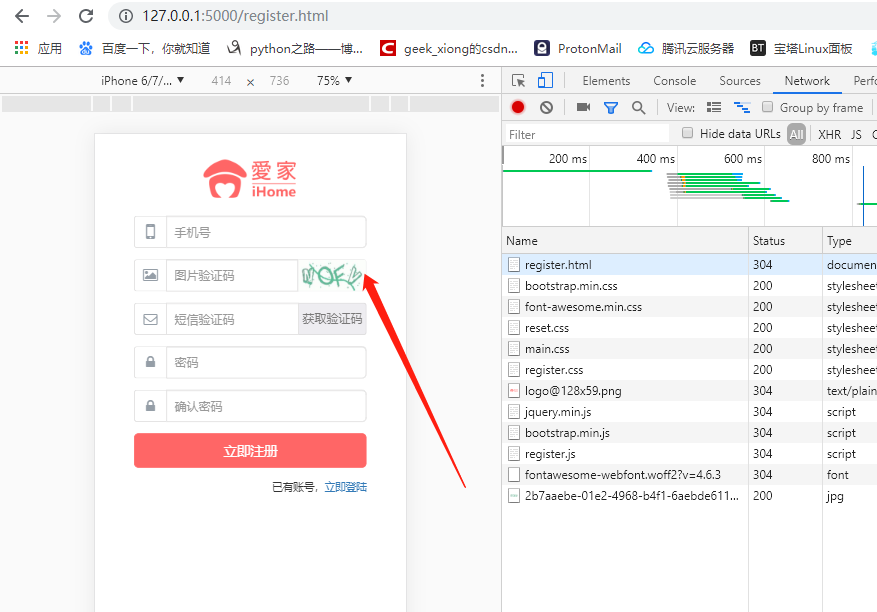 127.0.0.1:5000/register.html
应用 百度一下，你就知道 python之路——博... geek_xiong的csdn... ProtonMail 腾讯云服务器 BT 宝塔Linux面板
iPhone 6/7/... ▼ 414 × 736 75% ▼
Elements Console Sources Network Perf
View: Group by frame
Filter Hide data URLs All XHR JS
200 ms 400 ms 600 ms 800 ms
愛家
iHome
手机号
图片验证码
短信验证码 获取验证码
密码
确认密码
立即注册
已有账号，立即登陆
Name Status Type
register.html 304 documen
bootstrap.min.css 200 styleshee
font-awesome.min.css 200 styleshee
reset.css 200 styleshee
main.css 200 styleshee
register.css 200 styleshee
logo@128x59.png 304 text/plain
jquery.min.js 304 script
bootstrap.min.js 304 script
register.js 304 script
fontawesome-webfont.woff2?v=4.6.3 304 font
2b7aaebe-01e2-4968-b4f1-6aebde611... 200 jpg